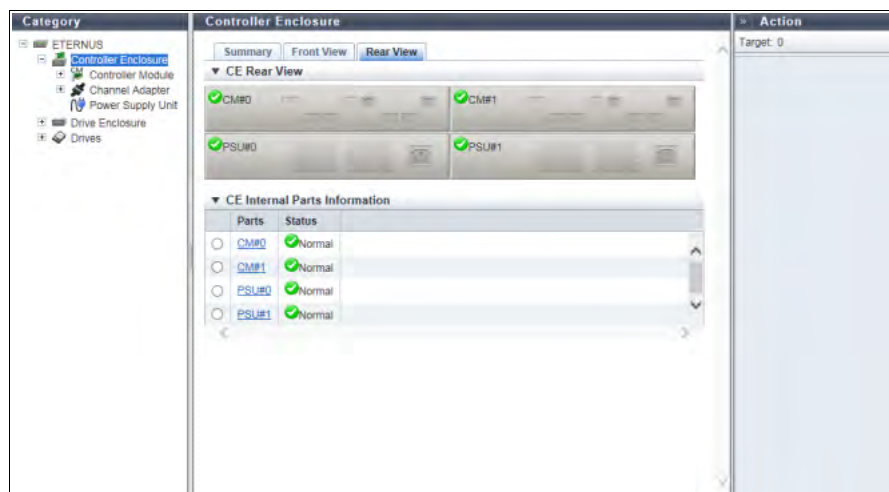 Category
ETERNUS
Controller Enclosure
Controller Module
Channel Adapter
Power Supply Unit
Drive Enclosure
Drives
Controller Enclosure
Summary
Front View
Rear View
CE Rear View
CM#0
CM#1
PSU#0
PSU#1
CE Internal Parts Information
Parts Status
CM#0 Normal
CM#1 Normal
PSU#0 Normal
PSU#1 Normal
» Action
Target: 0